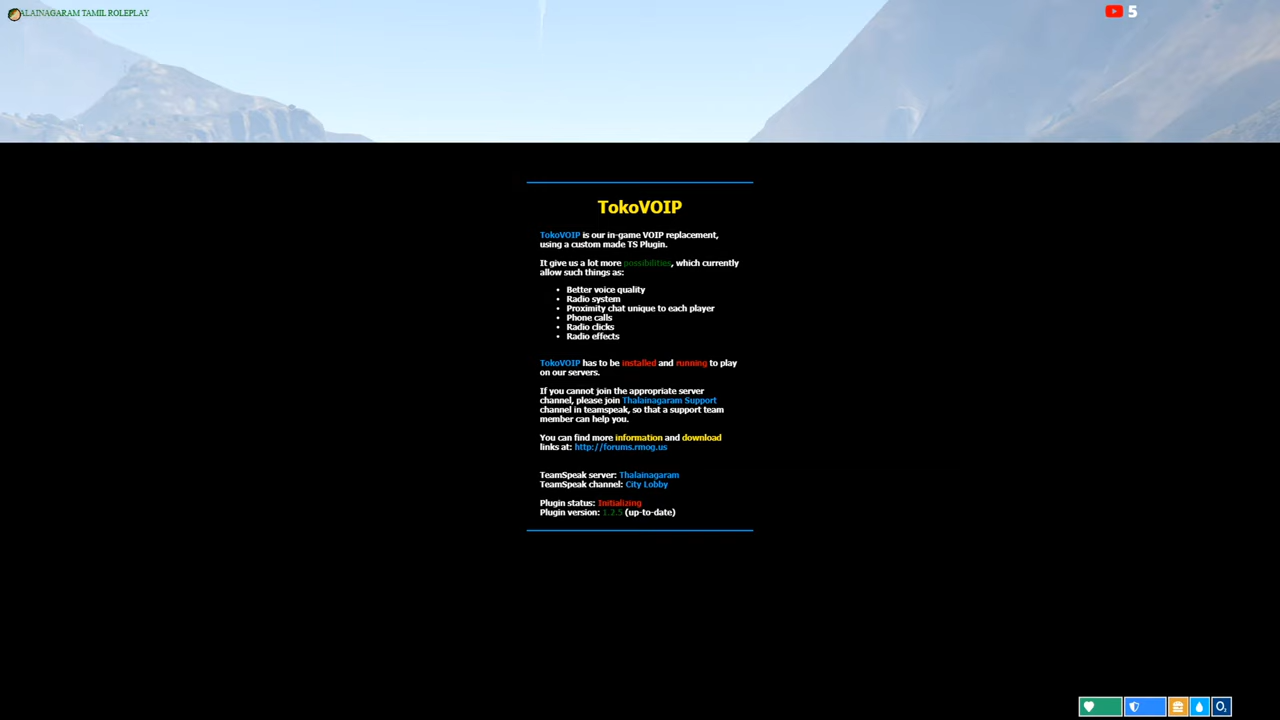 ALAINAGARAM TAMIL ROLEPLAY
5
TokoVOIP
TokoVOIP is our in-game VOIP replacement,
using a custom made TS Plugin.
It give us a lot more possibilities, which currently
allow such things as:
• Better voice quality
• Radio system
• Proximity chat unique to each player
• Phone calls
• Radio clicks
• Radio effects
TokoVOIP has to be installed and running to play
on our servers.
If you cannot join the appropriate server
channel, please join Thalainagaram Support
channel in teamspeak, so that a support team
member can help you.
You can find more information and download
links at: http://forums.rmog.us
TeamSpeak server: Thalainagaram
TeamSpeak channel: City Lobby
Plugin status: Initializing
Plugin version: 1.2.5 (up-to-date)
O₂